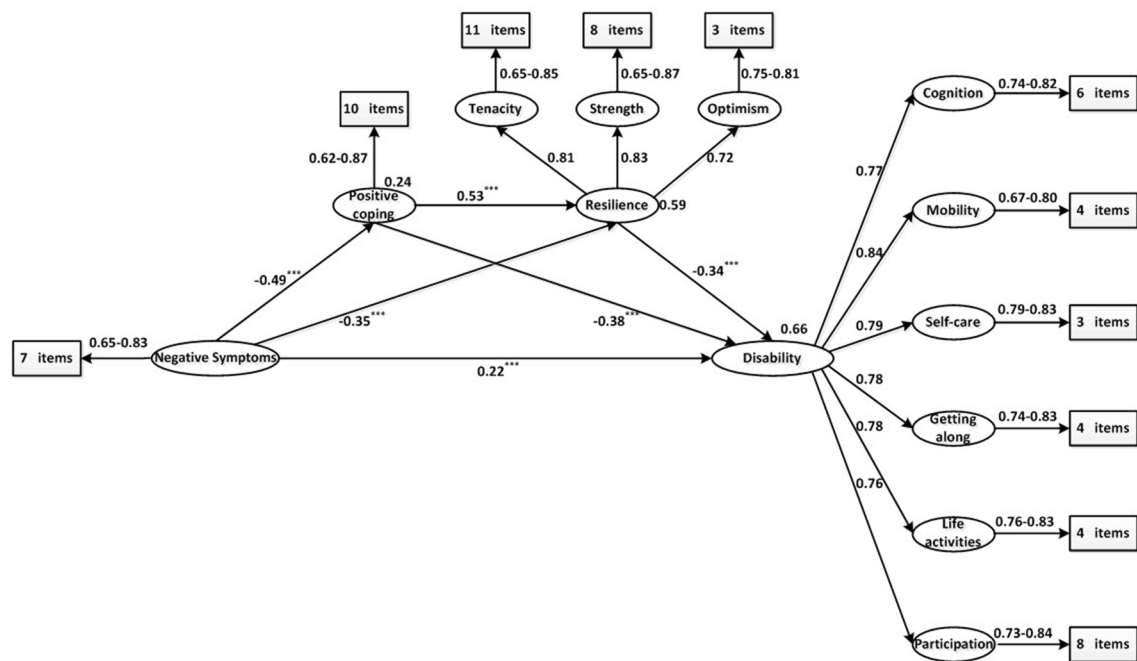 11 items
8 items
3 items
0.65-0.85
0.65-0.87
0.75-0.81
Cognition
0.74-0.82
6 items
10 items
Tenacity
Strength
Optimism
0.62-0.87
0.81
0.83
0.72
0.77
0.24
Positive
coping
0.53***
Resilience
0.59
Mobility
0.67-0.80
4 items
0.84
-0.49***
-0.34***
-0.35***
-0.38***
0.66
0.79
Self-care
0.79-0.83
3 items
7 items
0.65-0.83
Negative Symptoms
0.22***
Disability
0.78
Getting
along
0.74-0.83
4 items
0.78
0.76
Life
activities
0.76-0.83
4 items
Participation
0.73-0.84
8 items